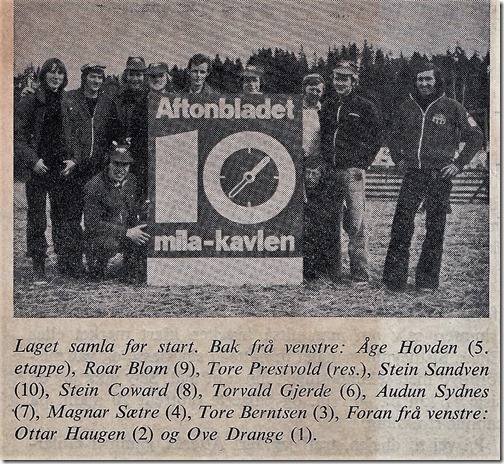 Aftonbladet
10
mila-kavlen
Laget samla før start. Bak frå venstre: Åge Hovden (5.
etappe), Roar Blom (9), Tore Prestvold (res.), Stein Sandven
(10), Stein Coward (8), Torvald Gjerde (6), Audun Sydnes
(7), Magnar Sætre (4), Tore Berntsen (3), Foran frå venstre:
Ottar Haugen (2) og Ove Drange (1).